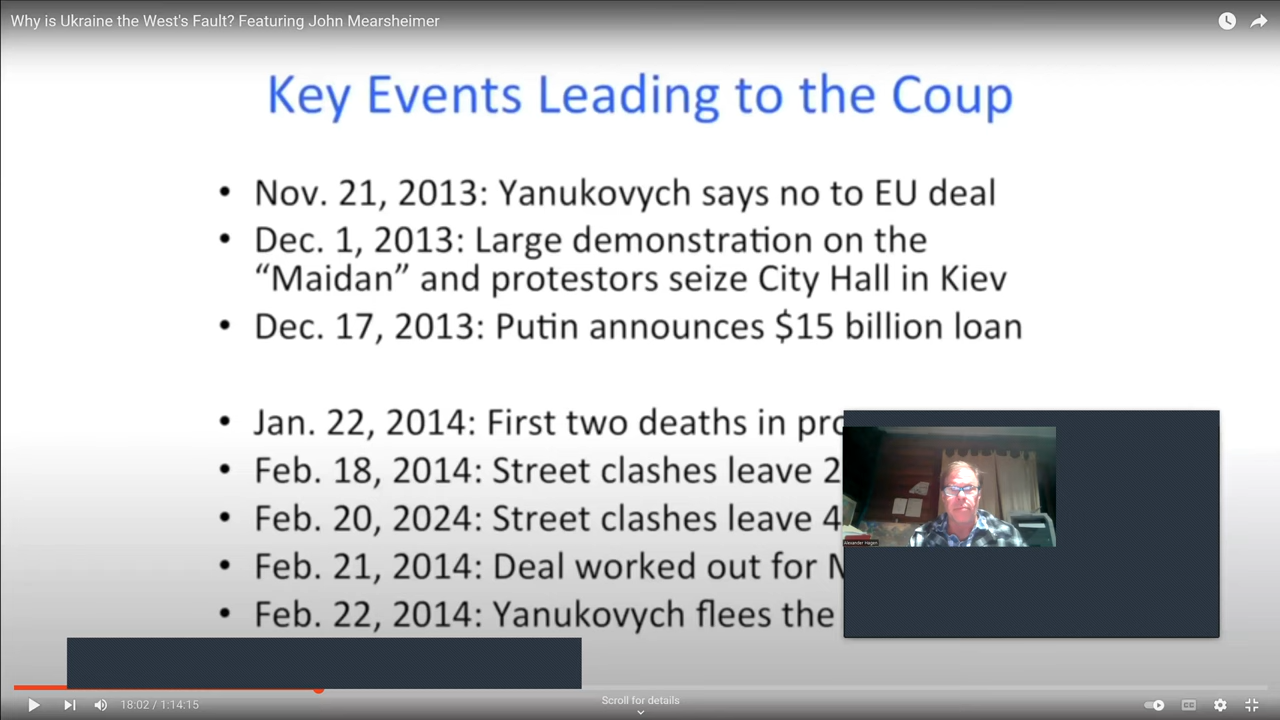 Why is Ukraine the West's Fault? Featuring John Mearsheimer
Key Events Leading to the Coup
• Nov. 21, 2013: Yanukovych says no to EU deal
• Dec. 1, 2013: Large demonstration on the
“Maidan” and protestors seize City Hall in Kiev
• Dec. 17, 2013: Putin announces $15 billion loan
• Jan. 22, 2014: First two deaths in pro
• Feb. 18, 2014: Street clashes leave 2
• Feb. 20, 2024: Street clashes leave 4
• Feb. 21, 2014: Deal worked out for M
• Feb. 22, 2014: Yanukovych flees the
Alexander Hagen
18:02 / 1:14:15
Scroll for details
CC